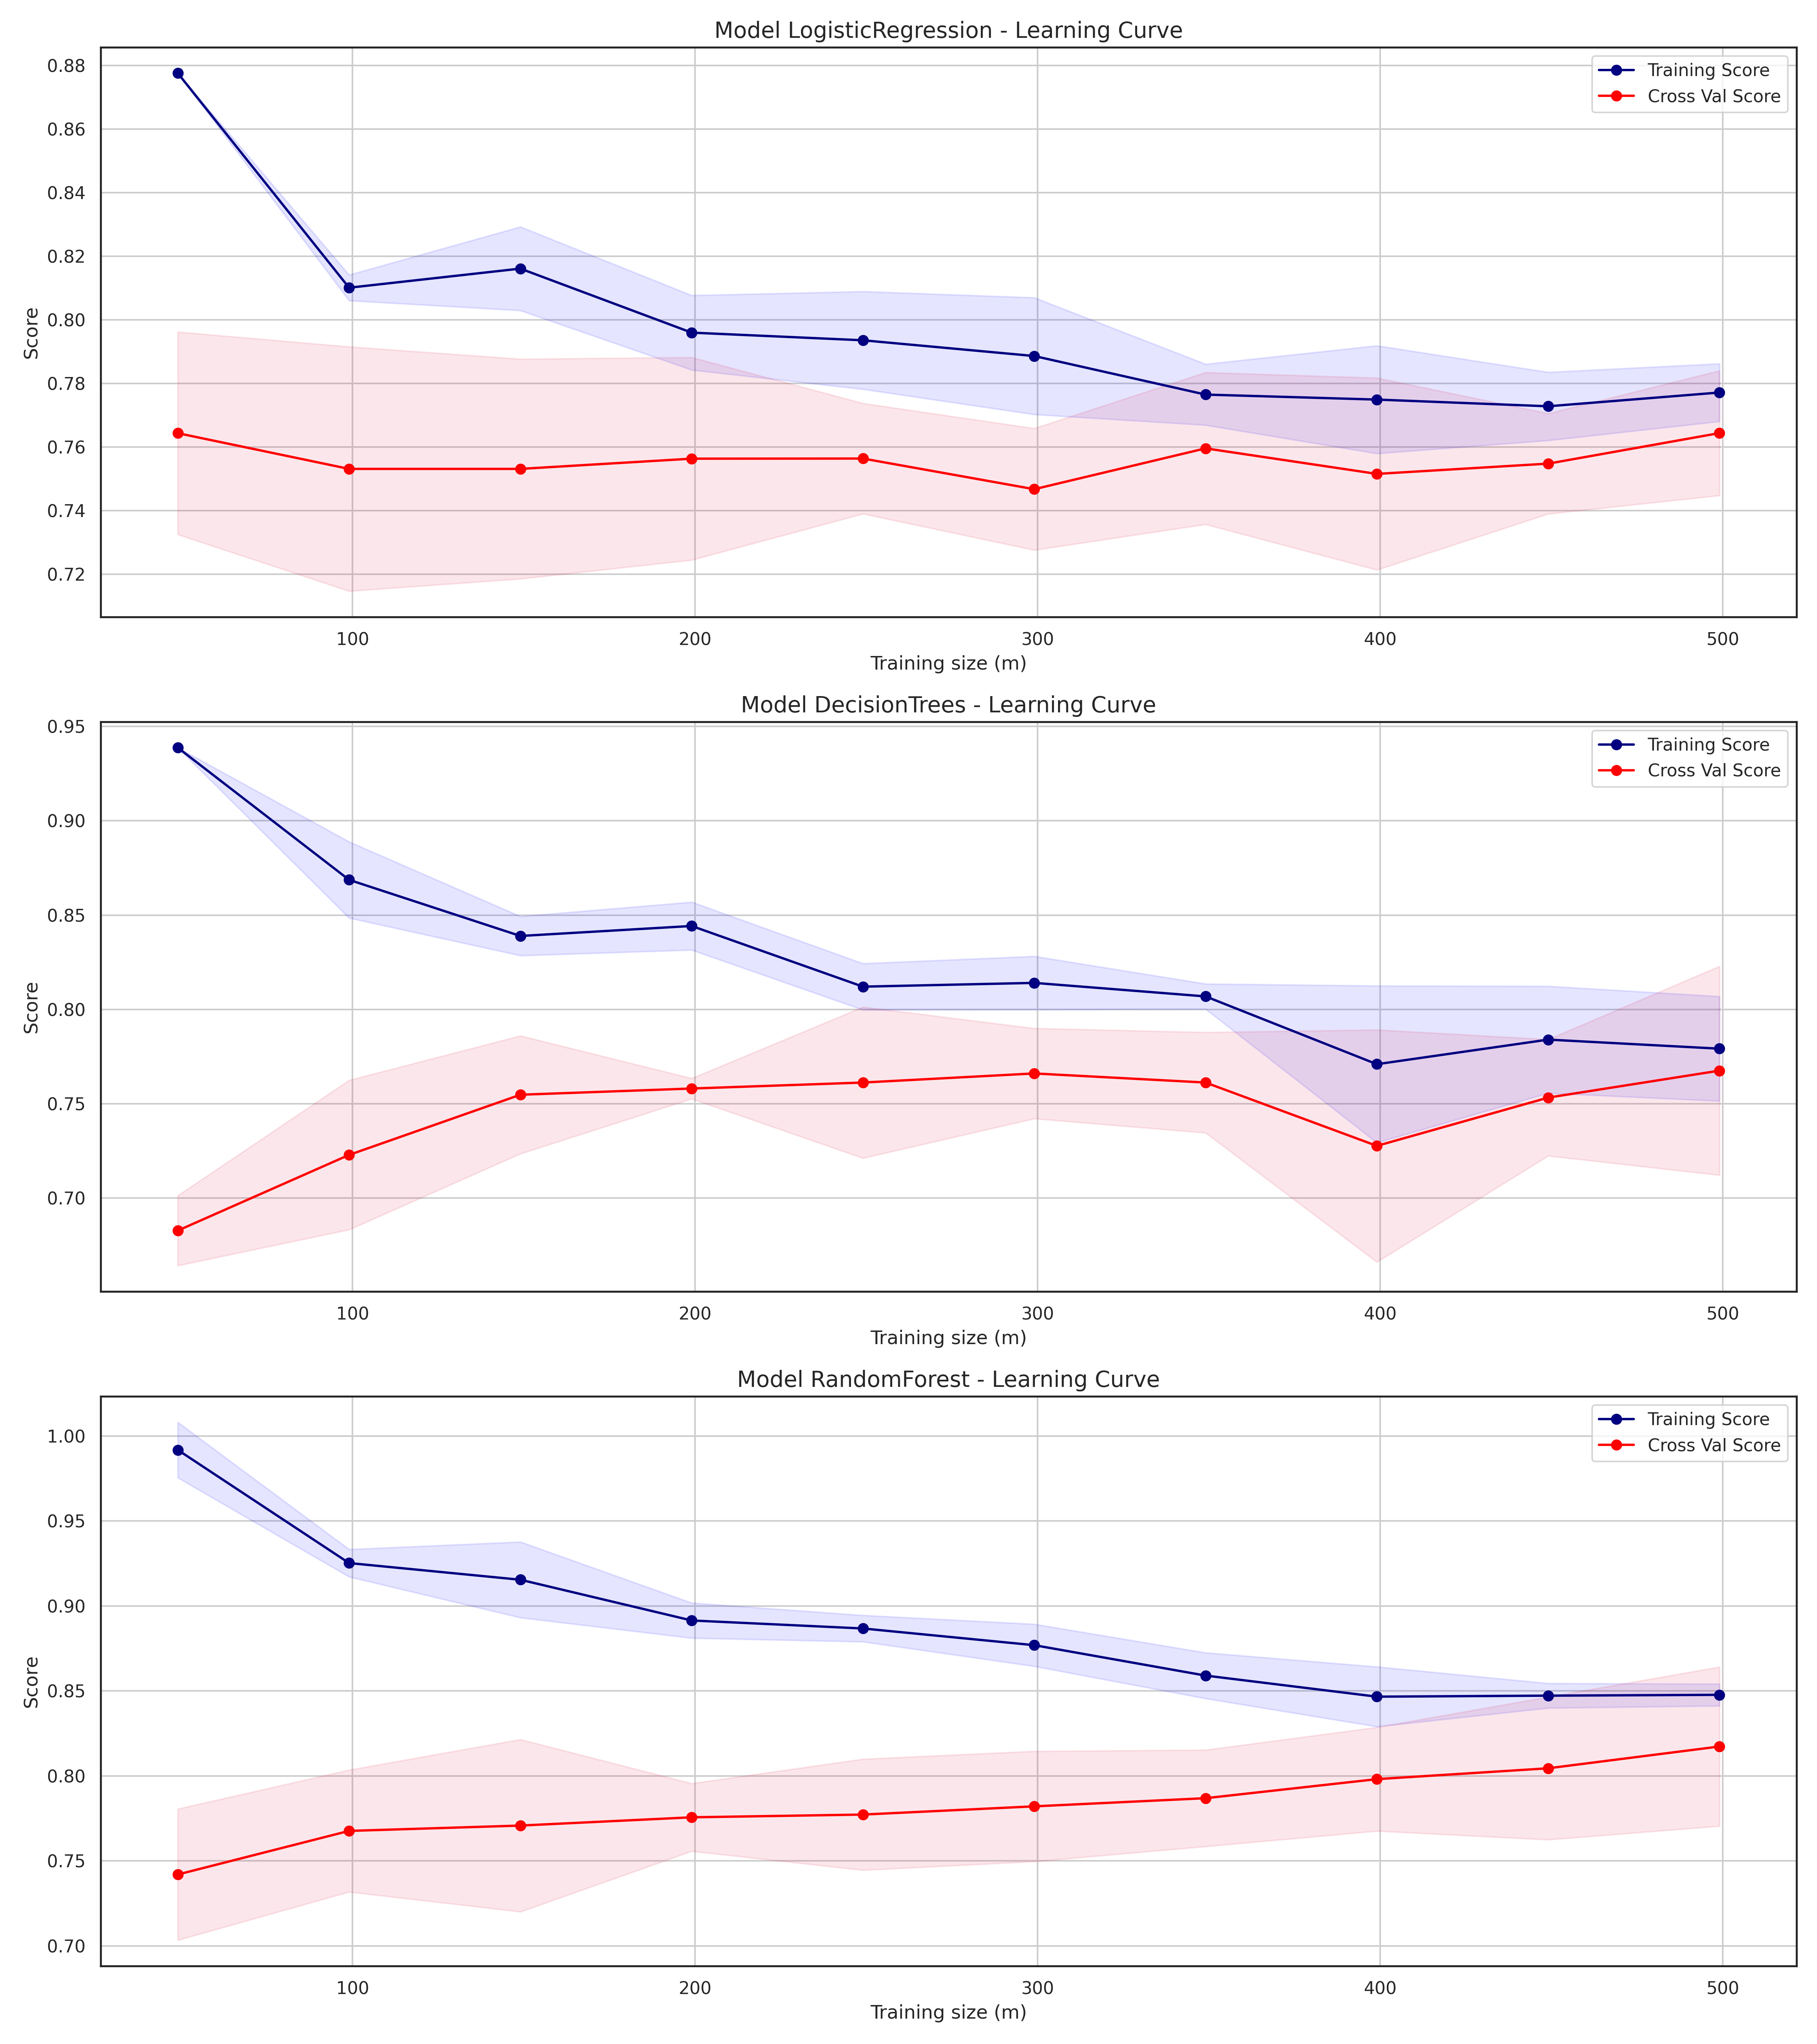 Model LogisticRegression - Learning Curve
0.88
0.86
0.84
0.82
0.80
0.78
0.76
0.74
0.72
Score
Training Score
Cross Val Score
100 200 300 400 500
Training size (m)
Model DecisionTrees - Learning Curve
0.95
0.90
0.85
0.80
0.75
0.70
Score
Training Score
Cross Val Score
100 200 300 400 500
Training size (m)
Model RandomForest - Learning Curve
1.00
0.95
0.90
0.85
0.80
0.75
0.70
Score
Training Score
Cross Val Score
100 200 300 400 500
Training size (m)